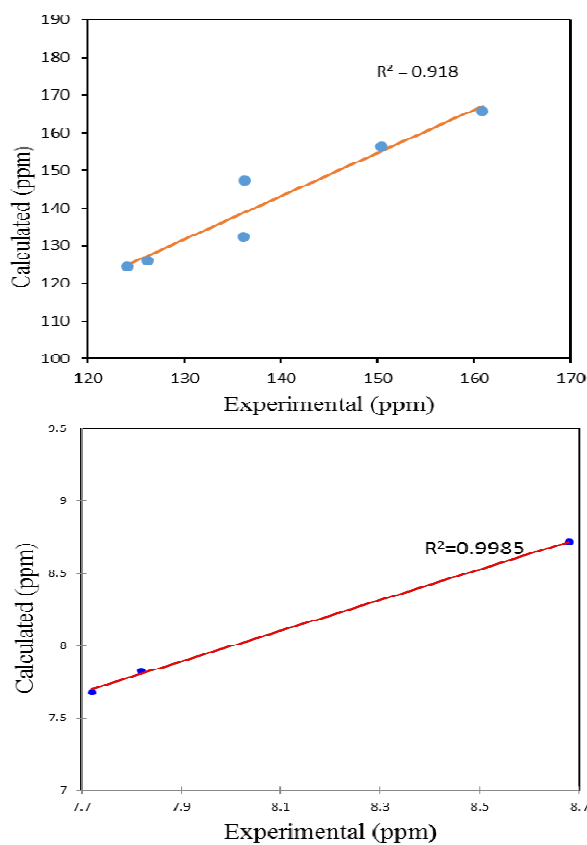 190
180
R² – 0.918
170
160
150
140
130
120
110
100
120 130 140 150 160 170
Calculated (ppm)
Experimental (ppm)
9.5
9
R²=0.9985
8.5
8
7.5
7
7.7 7.9 8.1 8.3 8.5 8.7
Calculated (ppm)
Experimental (ppm)